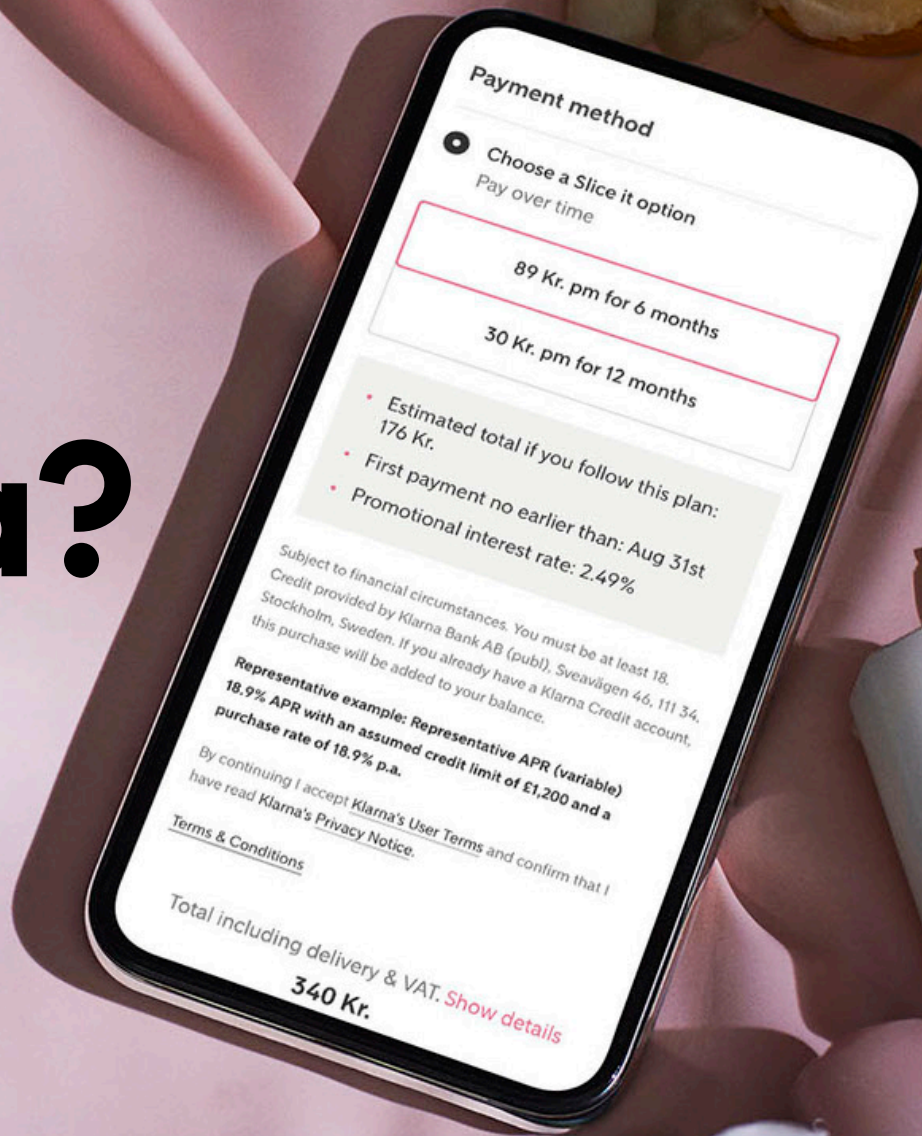 Payment method
Choose a Slice it option
Pay over time
89 Kr. pm for 6 months
30 Kr. pm for 12 months
• Estimated total if you follow this plan:
176 Kr.
• First payment no earlier than: Aug 31st
• Promotional interest rate: 2.49%
Subject to financial circumstances. You must be at least 18.
Credit provided by Klarna Bank AB (publ), Sveavägen 46, 111 34,
Stockholm, Sweden. If you already have a Klarna Credit account,
this purchase will be added to your balance.
Representative example: Representative APR (variable)
18.9% APR with an assumed credit limit of £1,200 and a
purchase rate of 18.9% p.a.
By continuing I accept Klarna's User Terms and confirm that I
have read Klarna's Privacy Notice.
Terms & Conditions
Total including delivery & VAT. Show details
340 Kr.
a?